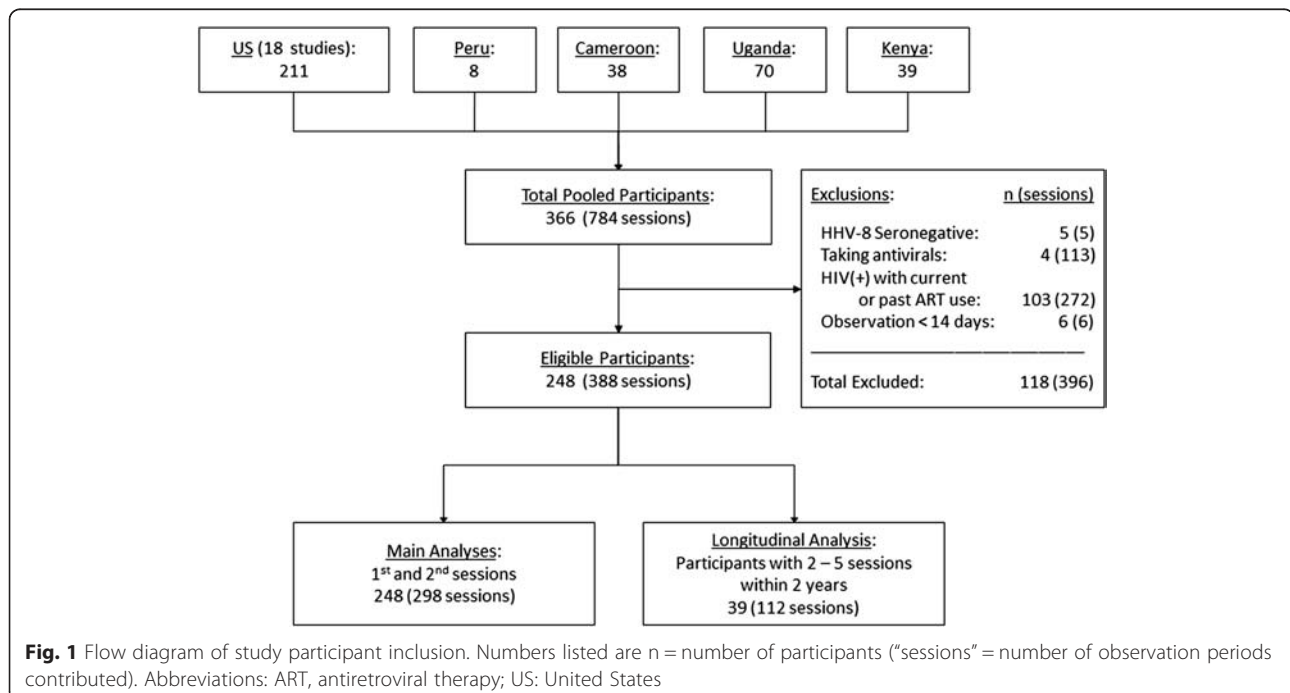 US (18 studies):
211
Peru:
8
Cameroon:
38
Uganda:
70
Kenya:
39
Total Pooled Participants:
366 (784 sessions)
Exclusions: n (sessions)
HHV-8 Seronegative: 5 (5)
Taking antivirals: 4 (113)
HIV(+) with current
or past ART use: 103 (272)
Observation < 14 days: 6 (6)
Total Excluded: 118 (396)
Eligible Participants:
248 (388 sessions)
Main Analyses:
1st and 2nd sessions
248 (298 sessions)
Longitudinal Analysis:
Participants with 2 – 5 sessions
within 2 years
39 (112 sessions)
Fig. 1 Flow diagram of study participant inclusion. Numbers listed are n = number of participants (“sessions” = number of observation periods
contributed). Abbreviations: ART, antiretroviral therapy; US: United States